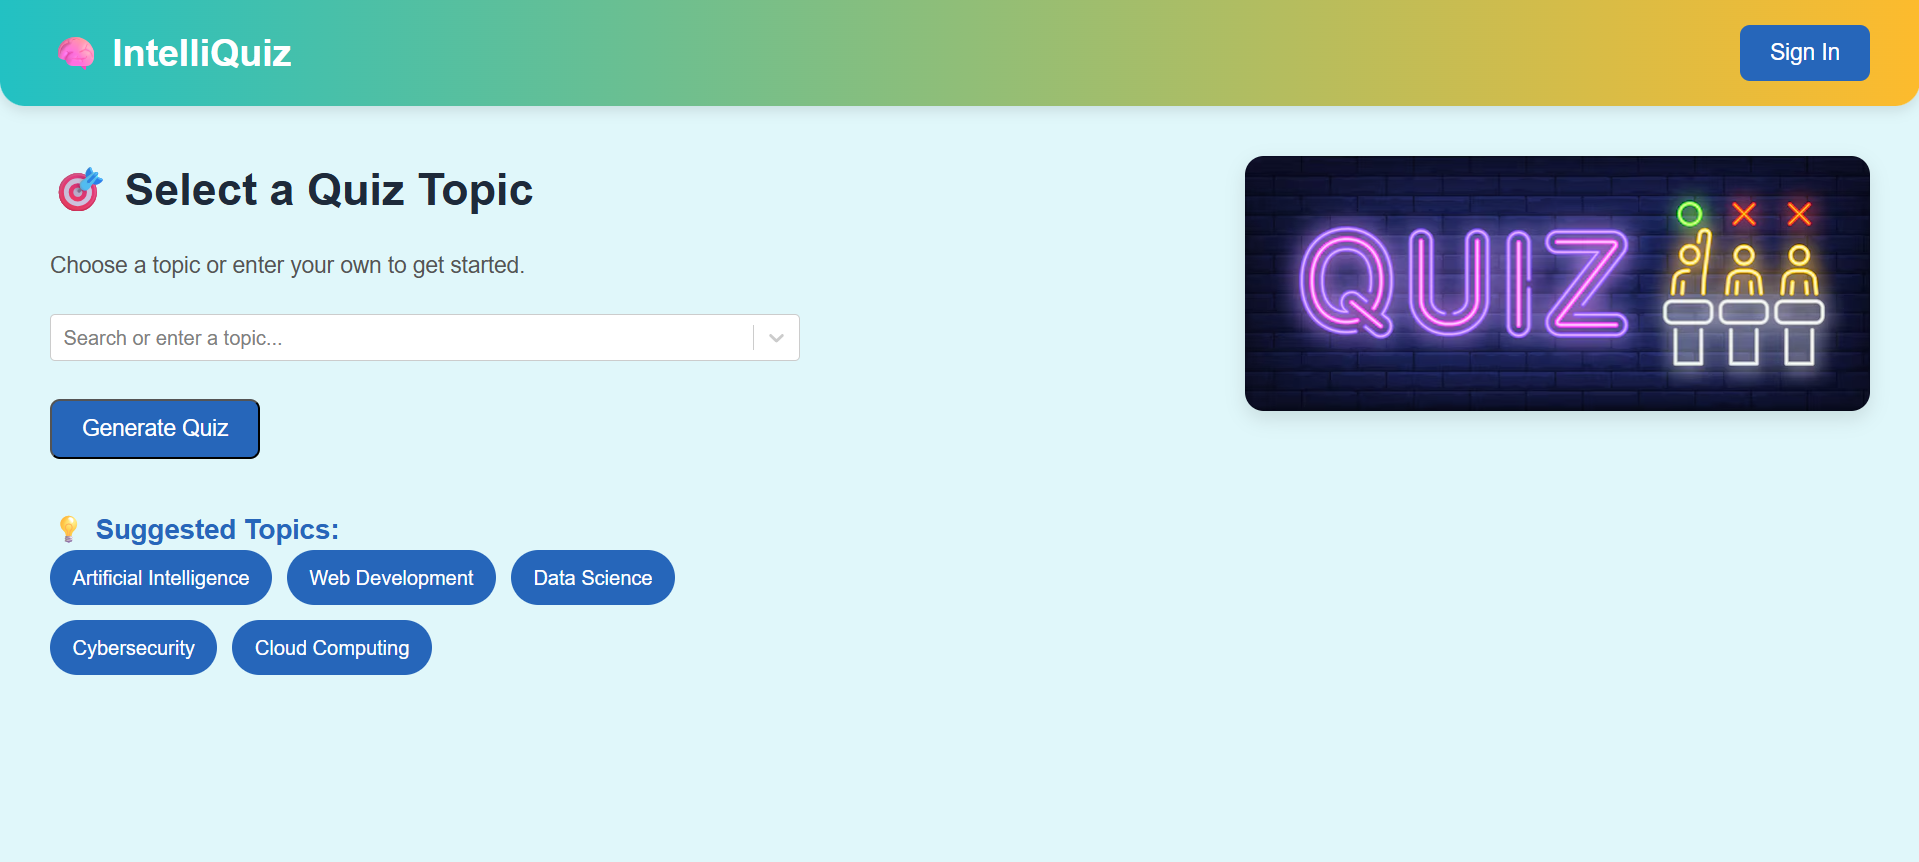 IntelliQuiz
Sign In
Select a Quiz Topic
Choose a topic or enter your own to get started.
Search or enter a topic...
Generate Quiz
Suggested Topics:
Artificial Intelligence
Web Development
Data Science
Cybersecurity
Cloud Computing
QUIZ